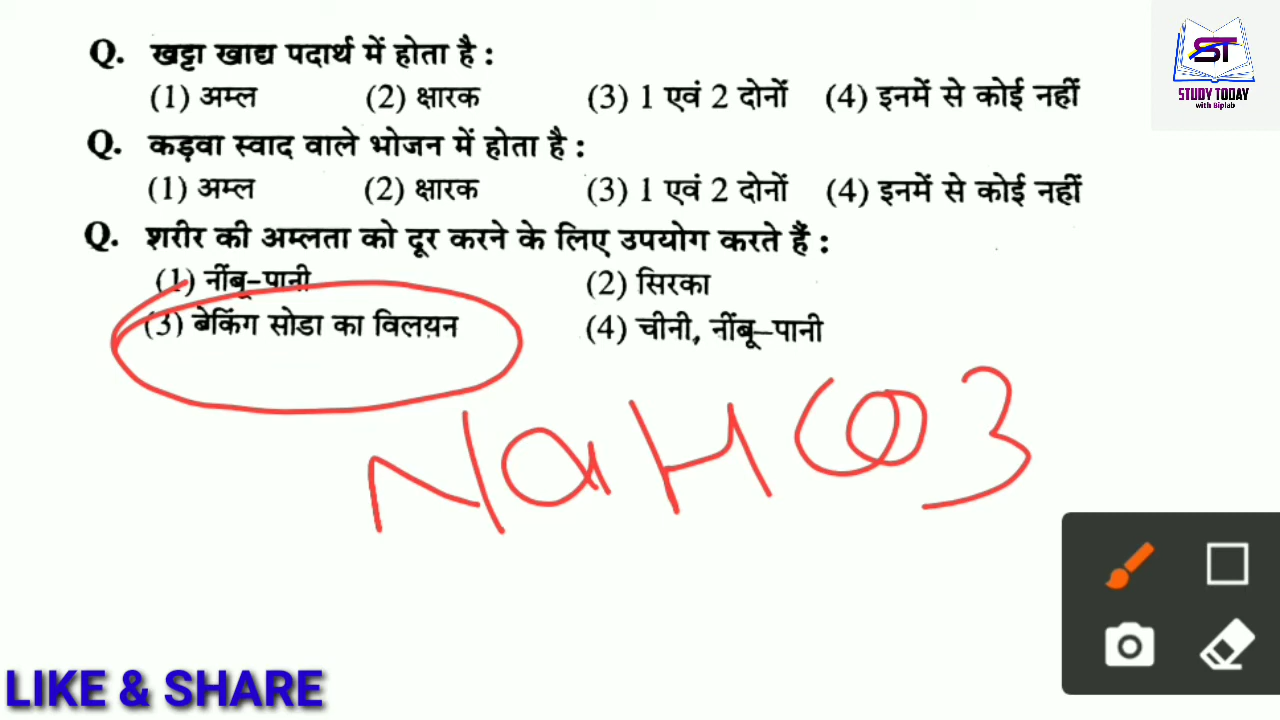 ST
STUDY TODAY
with Biplab
Q. खट्टा खाद्य पदार्थ में होता है :
(1) अम्ल (2) क्षारक (3) 1 एवं 2 दोनों (4) इनमें से कोई नहीं
Q. कड़वा स्वाद वाले भोजन में होता है :
(1) अम्ल (2) क्षारक (3) 1 एवं 2 दोनों (4) इनमें से कोई नहीं
Q. शरीर की अम्लता को दूर करने के लिए उपयोग करते हैं :
(1) नींबू-पानी (2) सिरका
(3) बेकिंग सोडा का विलयन (4) चीनी, नींबू-पानी
NaHCO3
LIKE & SHARE